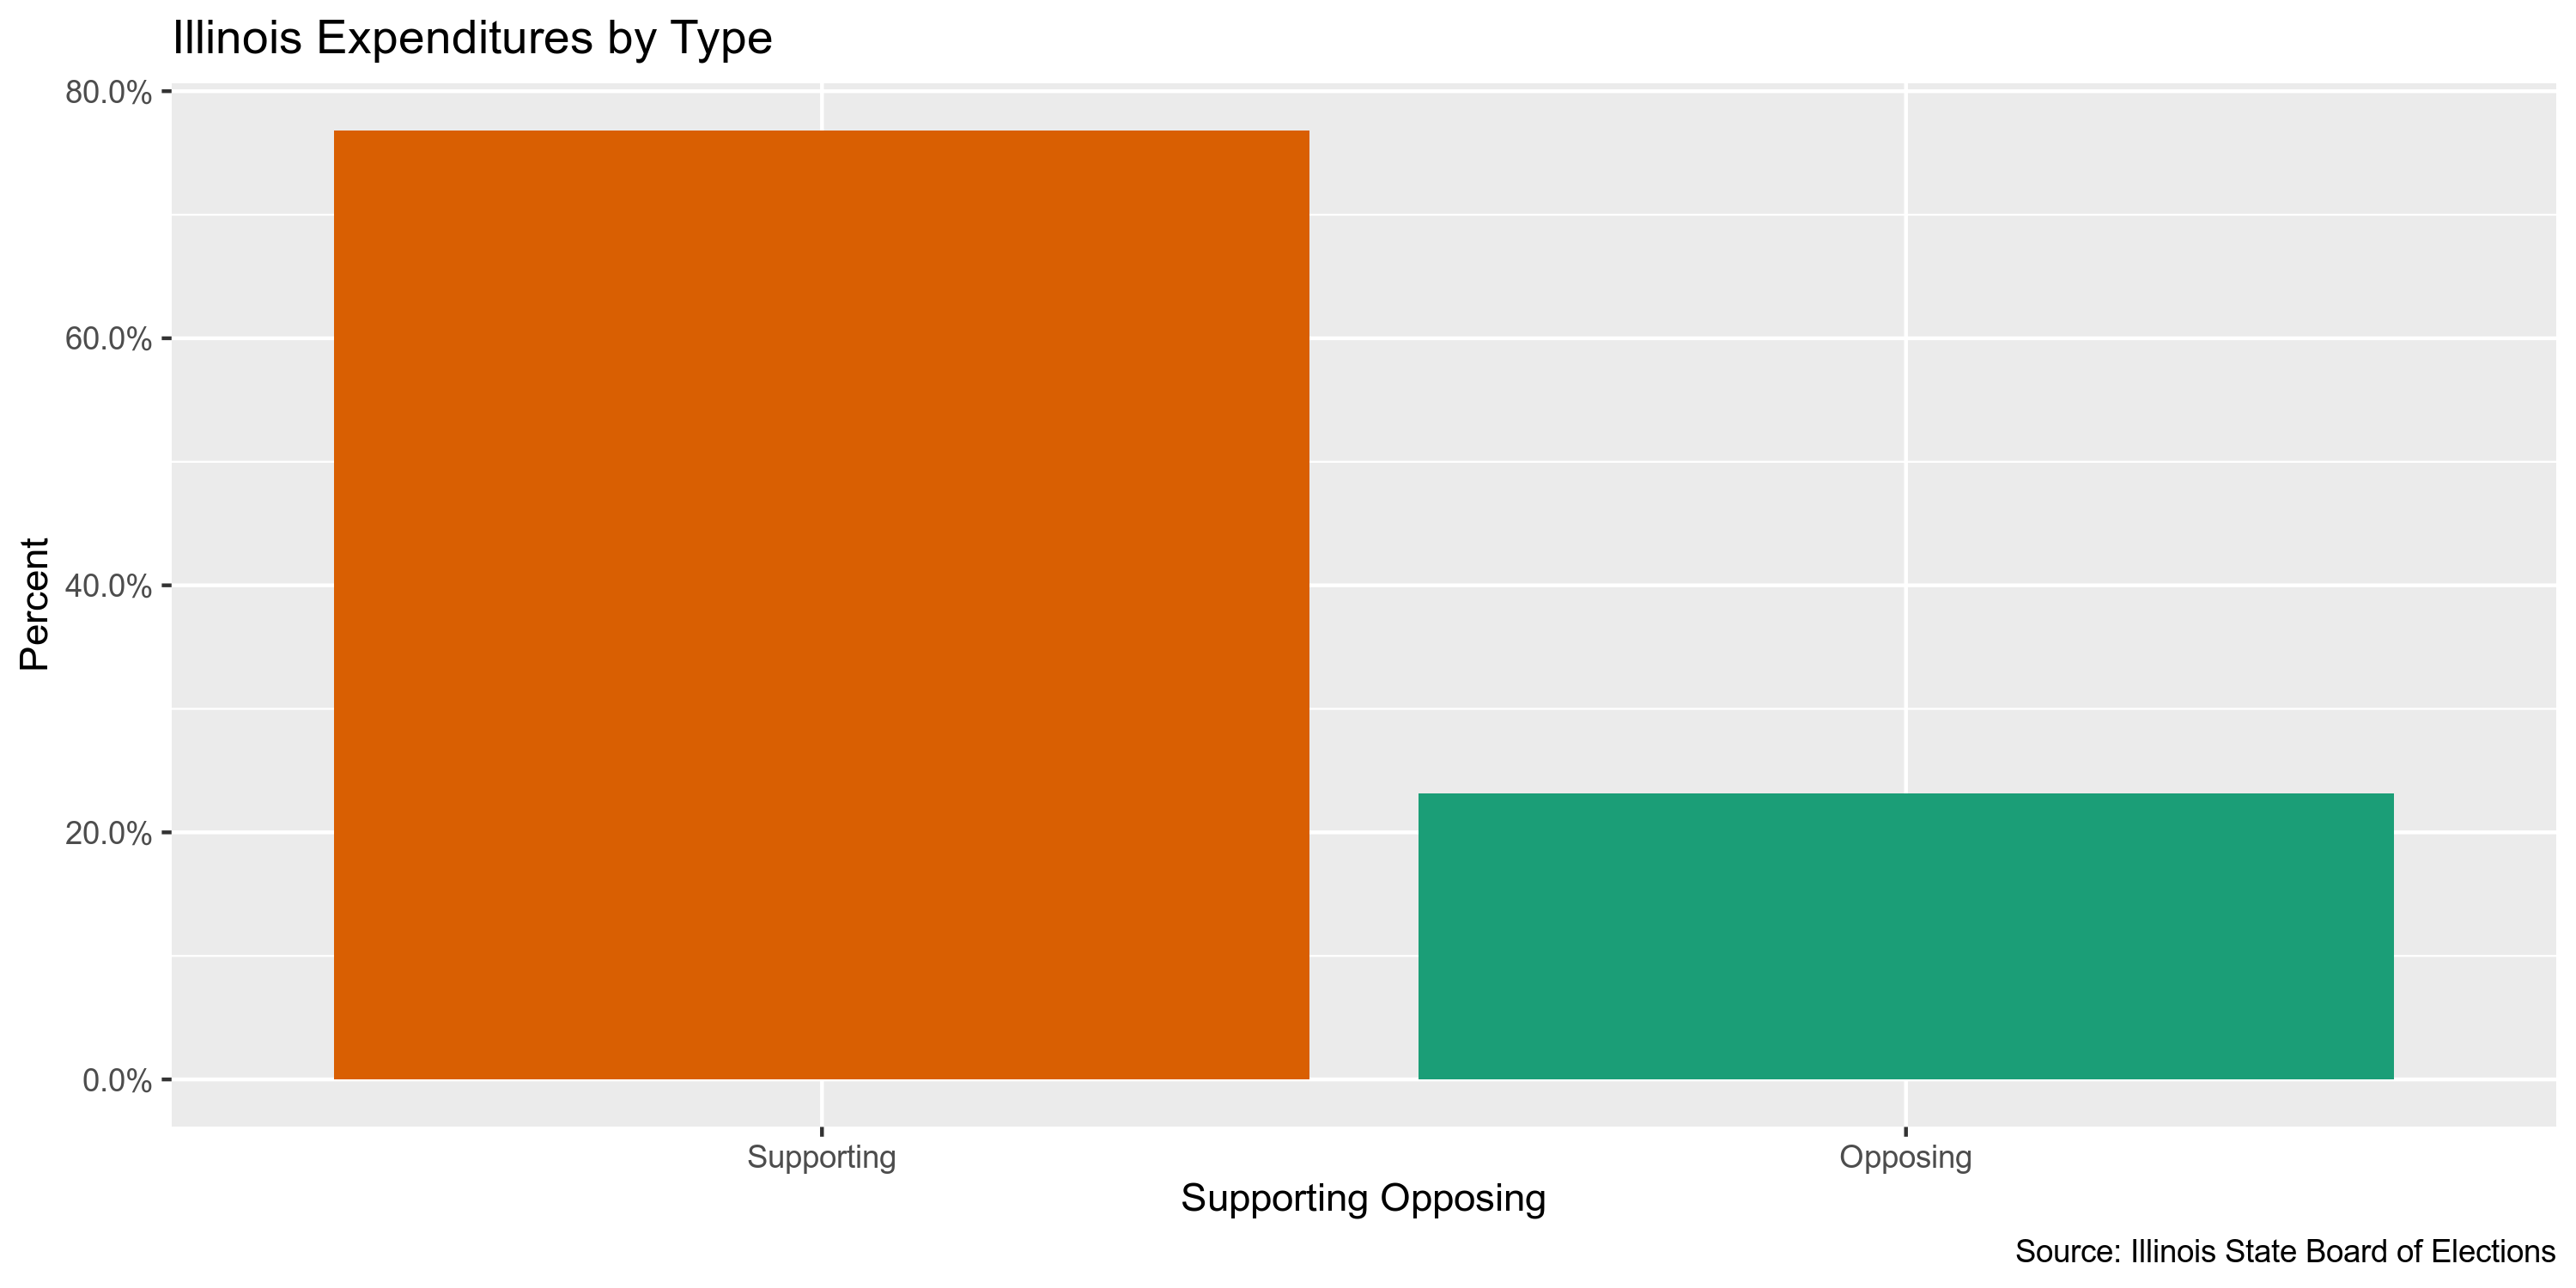 Illinois Expenditures by Type
80.0%
60.0%
40.0%
20.0%
0.0%
Percent
Supporting
Opposing
Supporting Opposing
Source: Illinois State Board of Elections